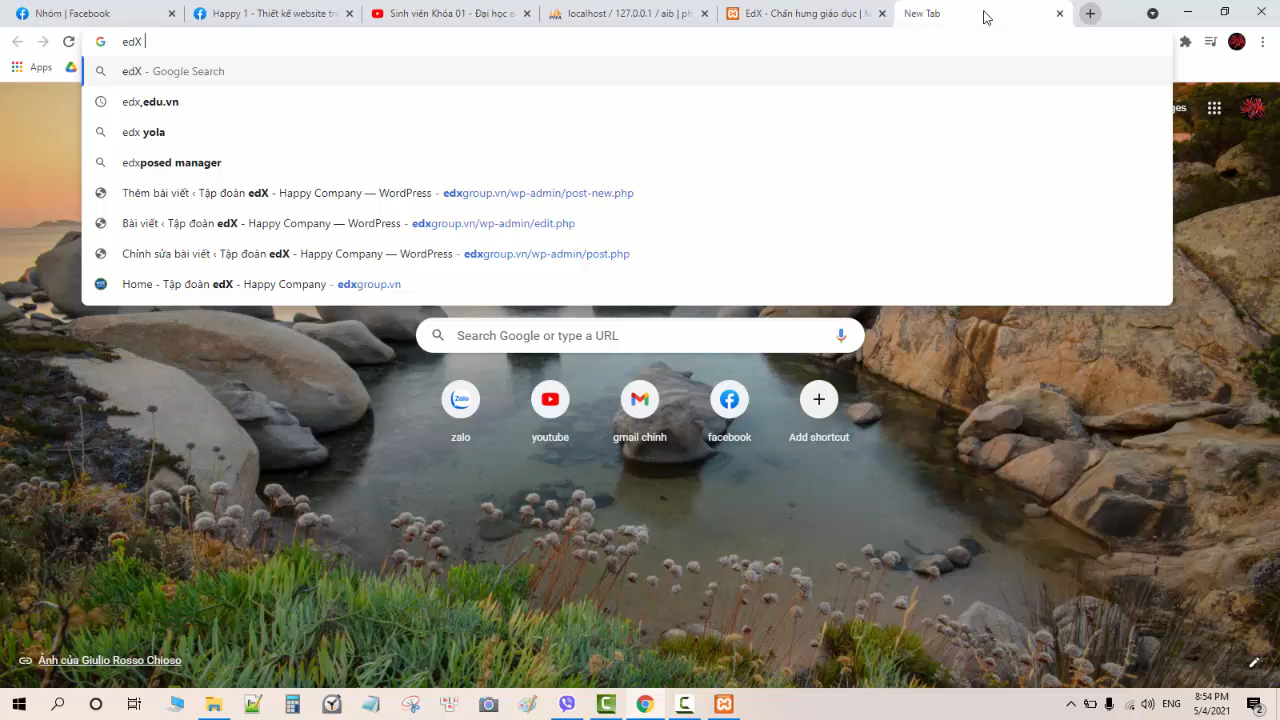 Nhóm | Facebook
Happy 1 - Thiết kế website tr
Sinh viên Khóa 01 - Đại học c
localhost / 127.0.0.1 / aib | ph
EdX - Chấn hưng giáo dục | M
New Tab
edX
Apps
edX - Google Search
edx,edu.vn
edx yola
edxposed manager
Thêm bài viết ‹ Tập đoàn edX - Happy Company — WordPress - edxgroup.vn/wp-admin/post-new.php
Bài viết ‹ Tập đoàn edX - Happy Company — WordPress - edxgroup.vn/wp-admin/edit.php
Chỉnh sửa bài viết ‹ Tập đoàn edX - Happy Company — WordPress - edxgroup.vn/wp-admin/post.php
Home - Tập đoàn edX - Happy Company - edxgroup.vn
ges
Search Google or type a URL
Zalo
zalo
youtube
gmail chính
facebook
Add shortcut
Ảnh của Giulio Rosso Chioso
ENG
8:54 PM
5/4/2021
2